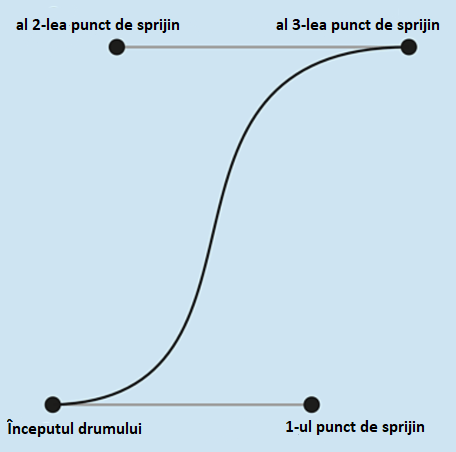 al 2-lea punct de sprijin
al 3-lea punct de sprijin
Începutul drumului
1-ul punct de sprijin